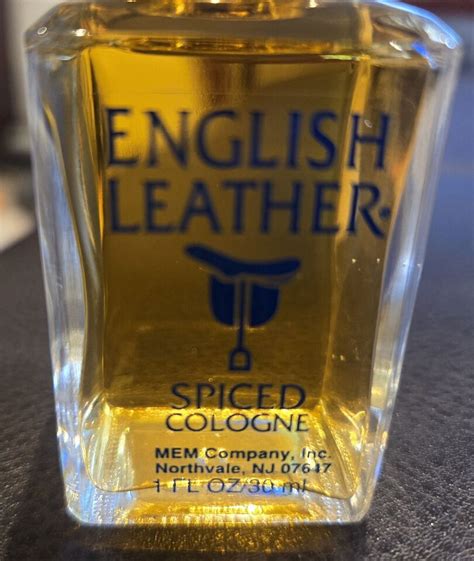 ENGLISH
LEATHER®
SPICED
COLOGNE
MEM Company, Inc.
Northvale, NJ 07647
1 FL OZ/30 ml